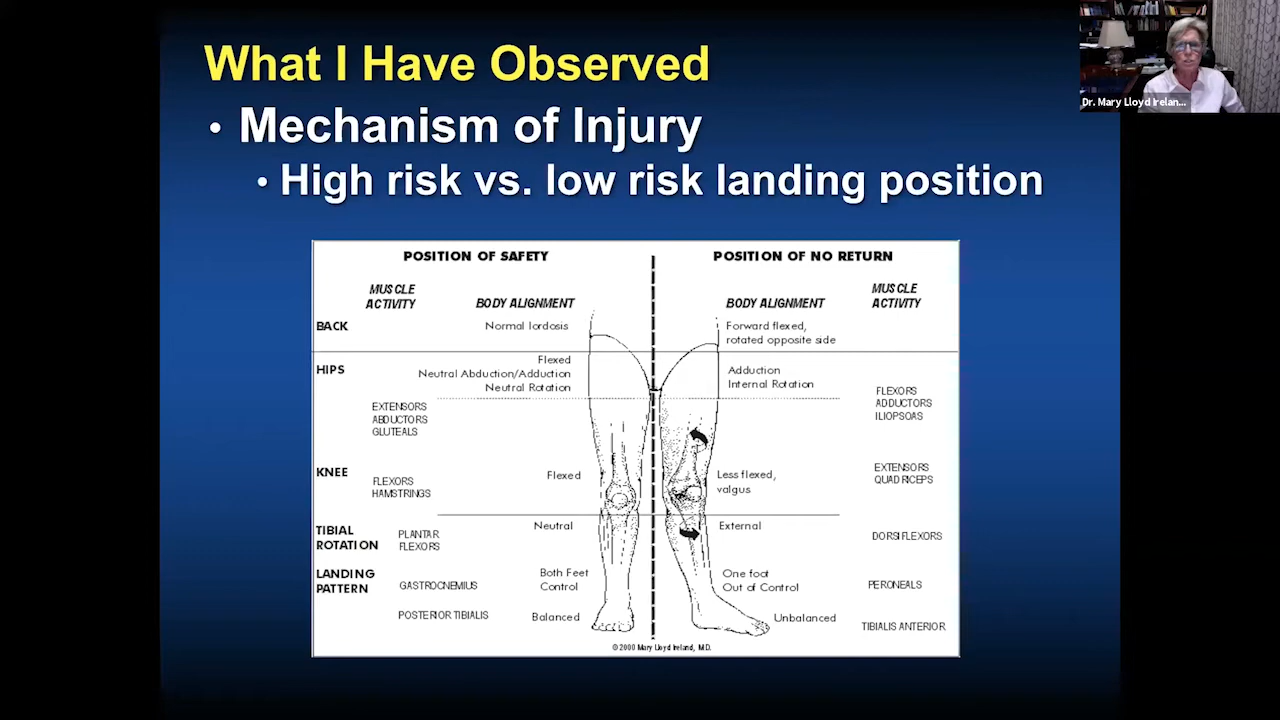 What I Have Observed
• Mechanism of Injury
• High risk vs. low risk landing position
Dr. Mary Lloyd Irelan...
POSITION OF SAFETY
POSITION OF NO RETURN
MUSCLE
ACTIVITY
BODY ALIGNMENT
BODY ALIGNMENT
MUSCLE
ACTIVITY
BACK
Normal lordosis
Forward flexed,
rotated opposite side
HIPS
Flexed
Neutral Abduction/Adduction
Neutral Rotation
Adduction
Internal Rotation
EXTENSORS
ABDUCTORS
GLUTEALS
FLEXORS
ADDUCTORS
ILIOPSOAS
KNEE
FLEXORS
HAMSTRINGS
Flexed
Less flexed,
valgus
EXTENSORS
QUADRICEPS
TIBIAL
ROTATION
PLANTAR
FLEXORS
Neutral
External
DORSIFLEXORS
LANDING
PATTERN
GASTROCNEMIUS
Both Feet
Control
One foot
Out of Control
PERONEALS
POSTERIOR TIBIALIS
Balanced
Unbalanced
TIBIALIS ANTERIOR
© 2000 Mary Lloyd Ireland, M.D.